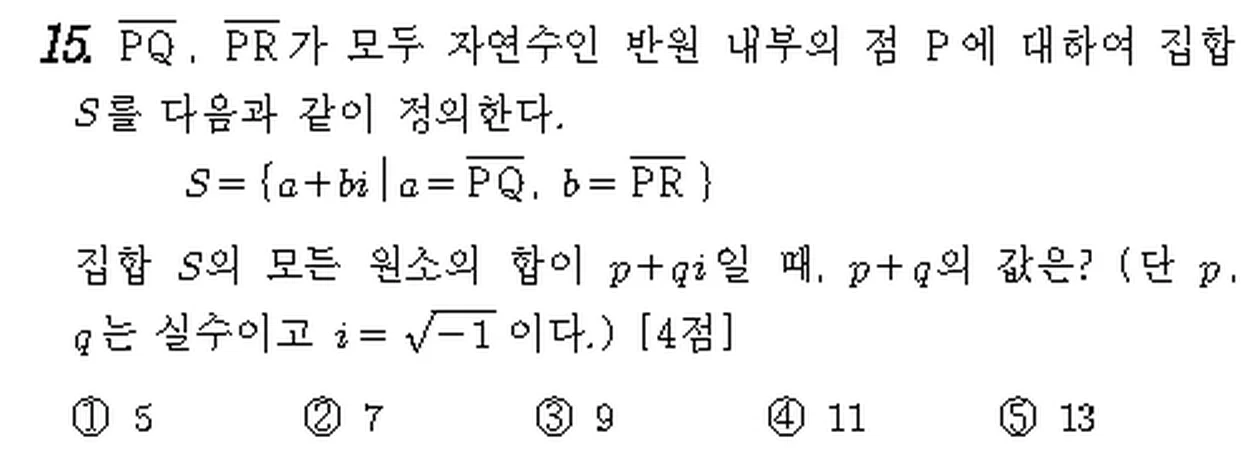 15. PQ, PR가 모두 자연수인 반원 내부의 점 P에 대하여 집합
S를 다음과 같이 정의한다.
S={a+bi|a=PQ, b=PR}
집합 S의 모든 원소의 합이 p+qi일 때, p+q의 값은? (단 p,
q는 실수이고 i=√-1 이다.) [4점]
① 5 ② 7 ③ 9 ④ 11 ⑤ 13